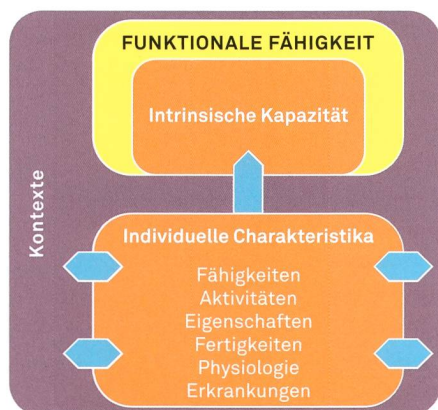 FUNKTIONALE FÄHIGKEIT
Intrinsische Kapazität
Kontexte
Individuelle Charakteristika
Fähigkeiten
Aktivitäten
Eigenschaften
Fertigkeiten
Physiologie
Erkrankungen